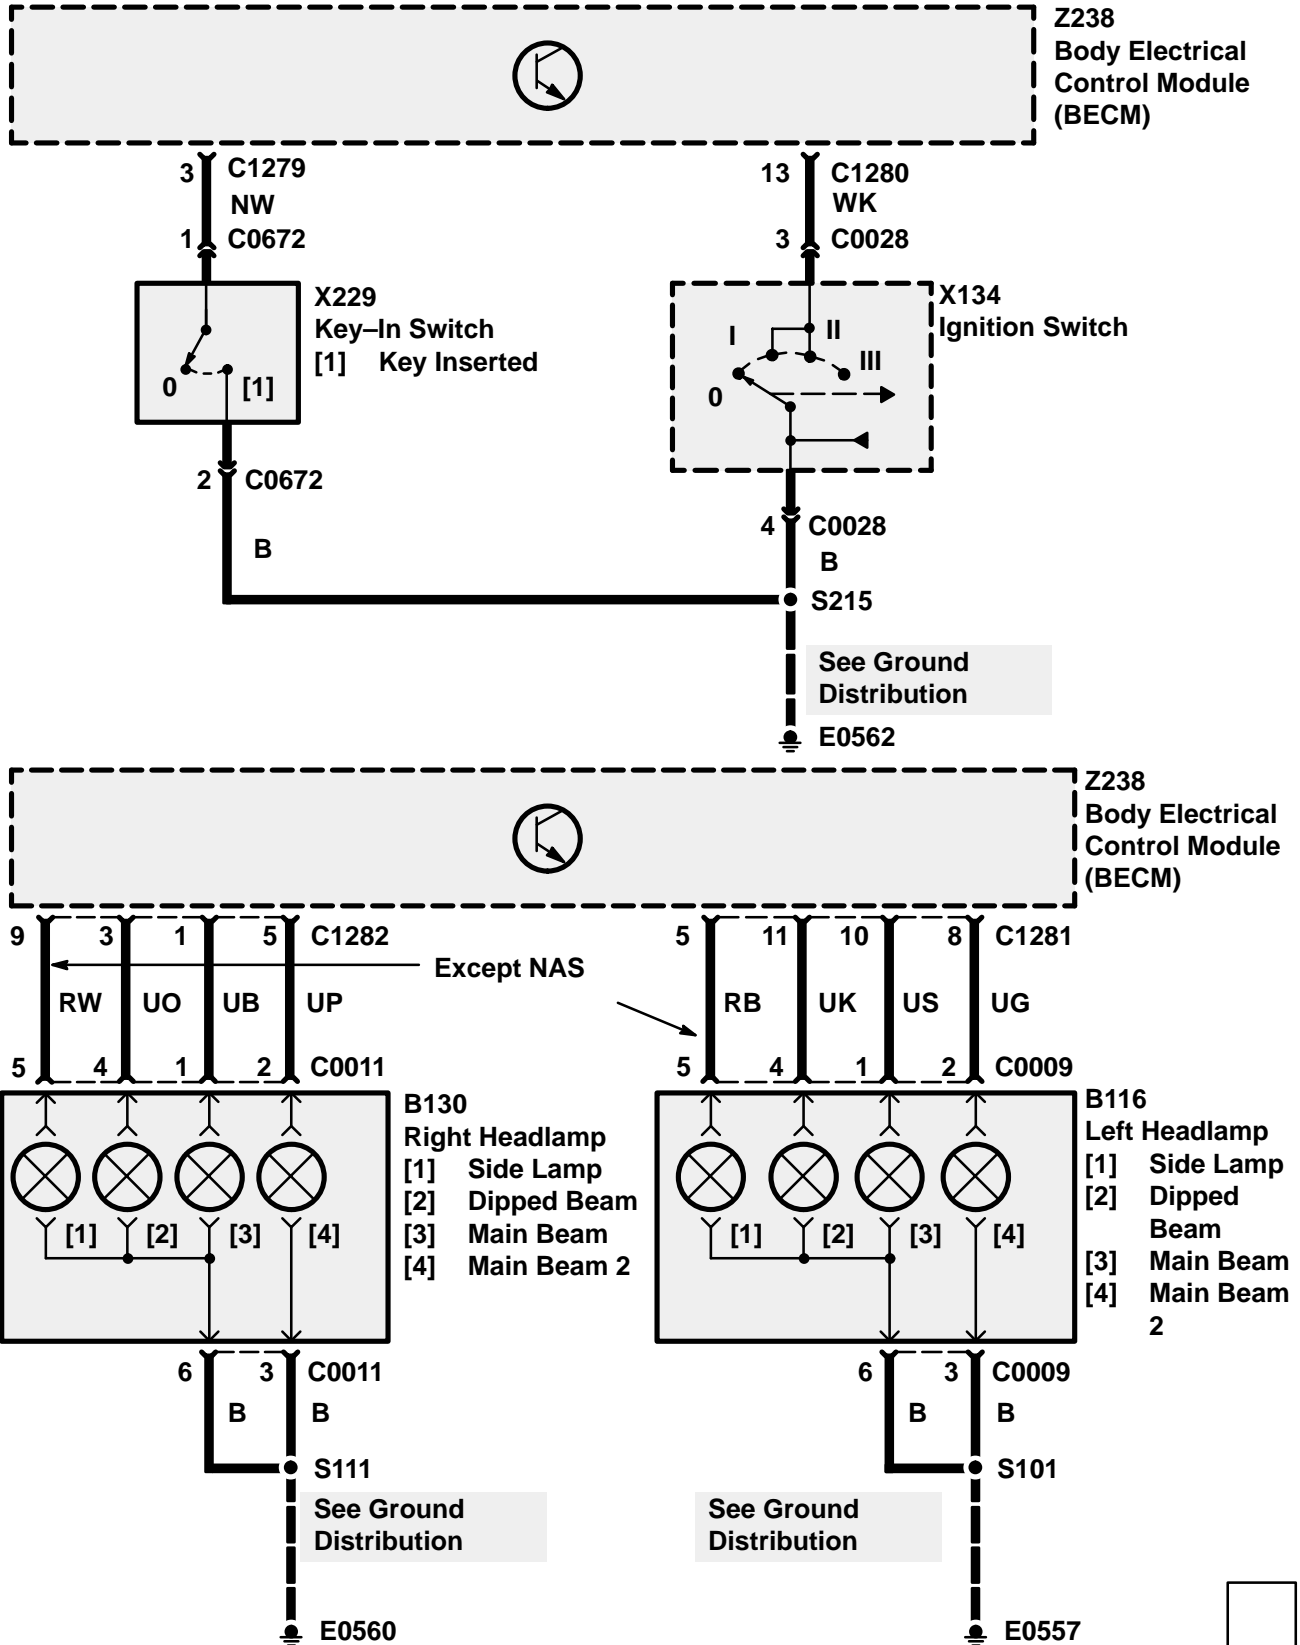 Z238
Body Electrical
Control Module
(BECM)
3 C1279
NW
1 C0672
13 C1280
WK
3 C0028
X229
Key–In Switch
[1] Key Inserted
0 [1]
X134
Ignition Switch
I II III
0
2 C0672
B
4 C0028
B
S215
See Ground
Distribution
E0562
Z238
Body Electrical
Control Module
(BECM)
9 3 1 5 C1282
5 11 10 8 C1281
Except NAS
RW UO UB UP
RB UK US UG
5 4 1 2 C0011
5 4 1 2 C0009
B130
Right Headlamp
[1] Side Lamp
[2] Dipped Beam
[3] Main Beam
[4] Main Beam 2
[1] [2] [3] [4]
B116
Left Headlamp
[1] Side Lamp
[2] Dipped
Beam
[3] Main Beam
[4] Main Beam
2
[1] [2] [3] [4]
6 3 C0011
B B
S111
See Ground
Distribution
E0560
6 3 C0009
B B
S101
See Ground
Distribution
E0557